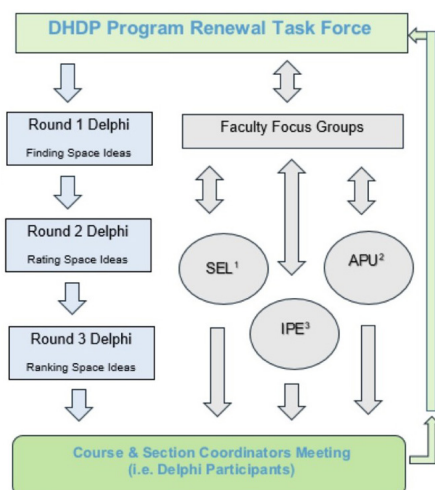 DHDP Program Renewal Task Force
Round 1 Delphi
Finding Space Ideas
Faculty Focus Groups
Round 2 Delphi
Rating Space Ideas
SEL¹
APU²
IPE³
Round 3 Delphi
Ranking Space Ideas
Course & Section Coordinators Meeting
(i.e. Delphi Participants)